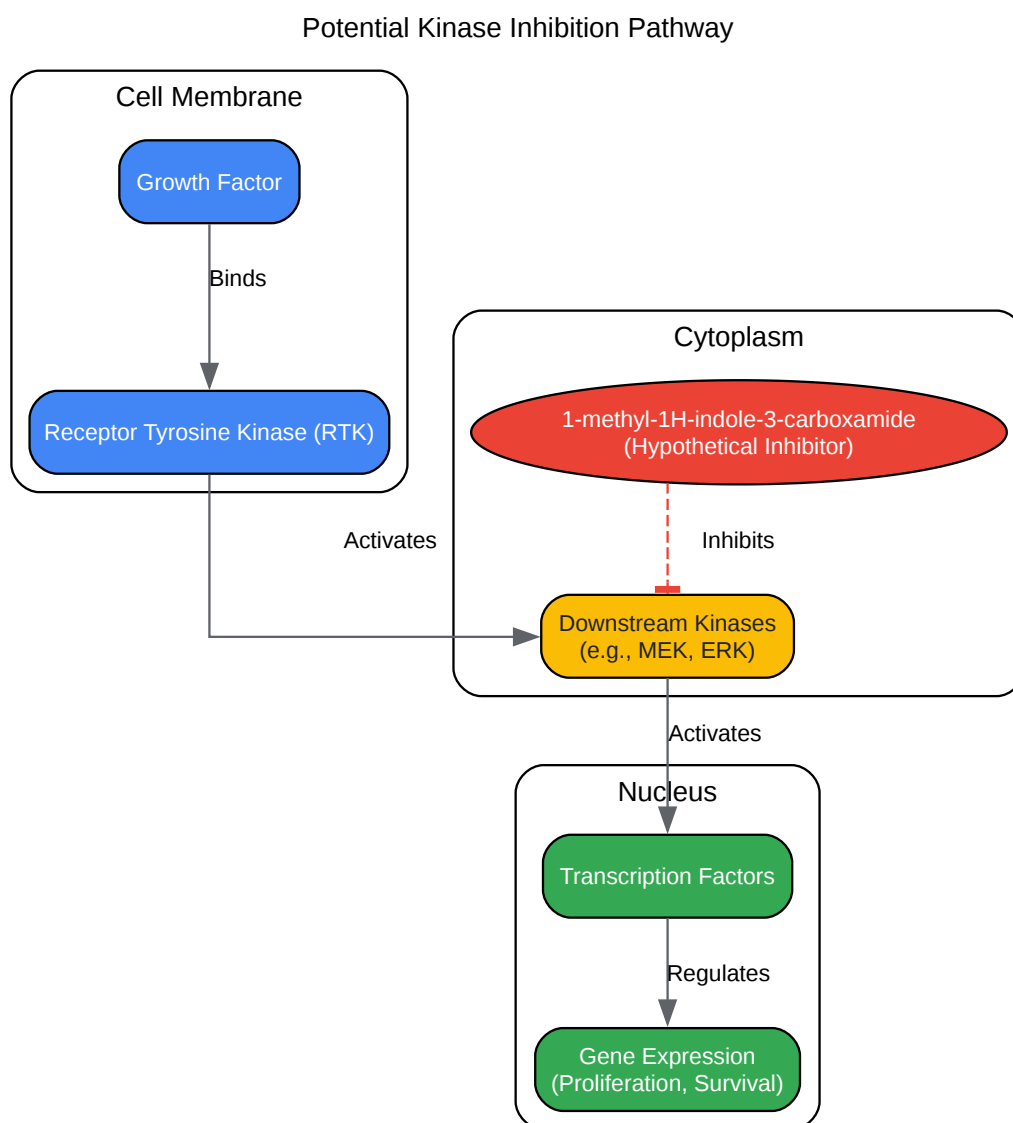 Potential Kinase Inhibition Pathway
Cell Membrane
Growth Factor
Binds
Receptor Tyrosine Kinase (RTK)
Activates
Cytoplasm
1-methyl-1H-indole-3-carboxamide
(Hypothetical Inhibitor)
Inhibits
Downstream Kinases
(e.g., MEK, ERK)
Activates
Nucleus
Transcription Factors
Regulates
Gene Expression
(Proliferation, Survival)